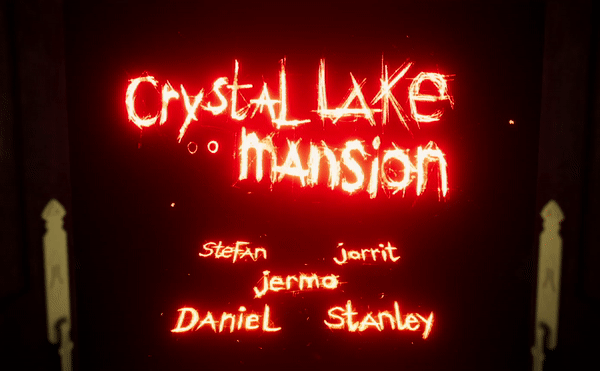 Crystal Lake
mansion
Stefan jorrit
jermo
Daniel Stanley